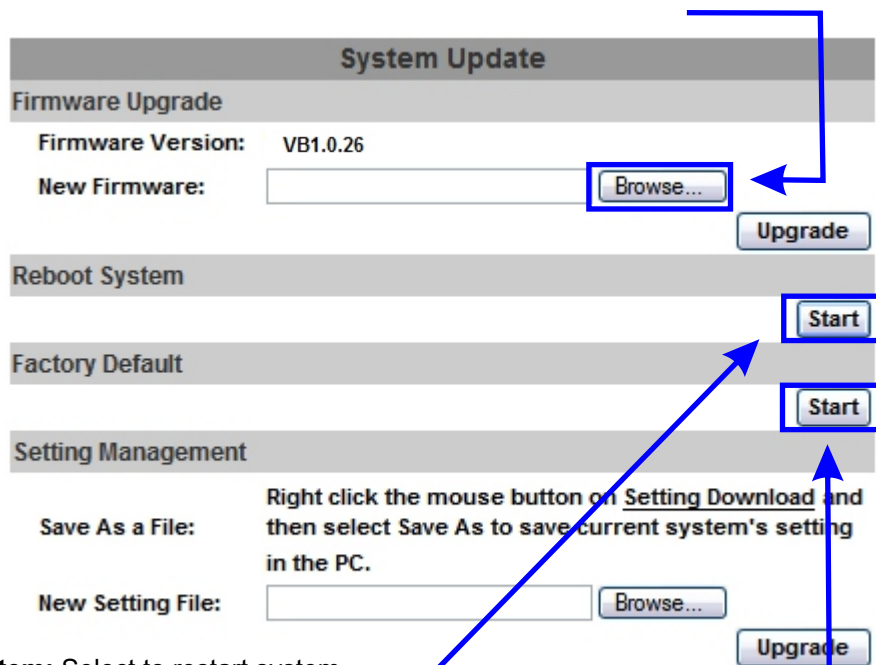 System Update
Firmware Upgrade
Firmware Version: VB1.0.26
New Firmware: Browse...
Upgrade
Reboot System
Start
Factory Default
Start
Setting Management
Right click the mouse button on Setting Download and
Save As a File: then select Save As to save current system's setting
in the PC.
New Setting File: Browse...
Upgrade
Select to restart system